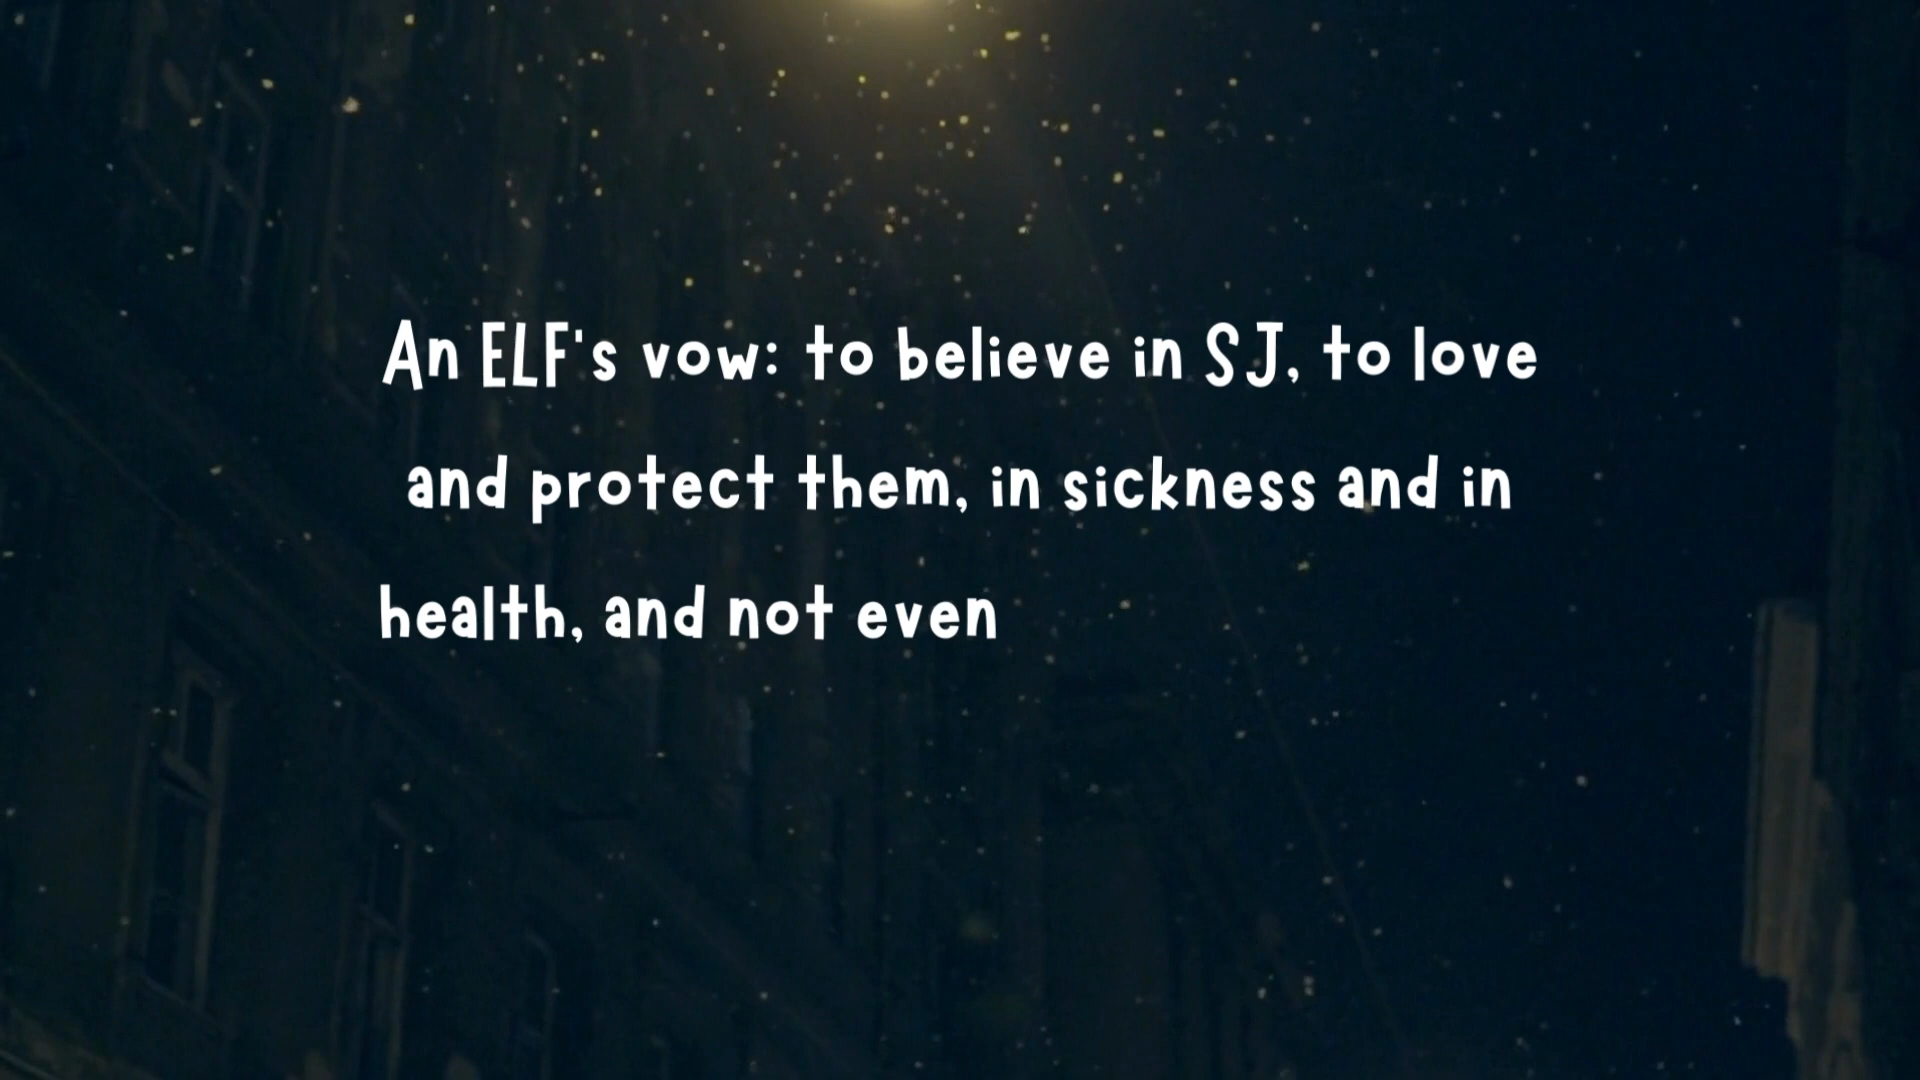 An ELF's vow: to believe in SJ, to love
and protect them, in sickness and in
health, and not even